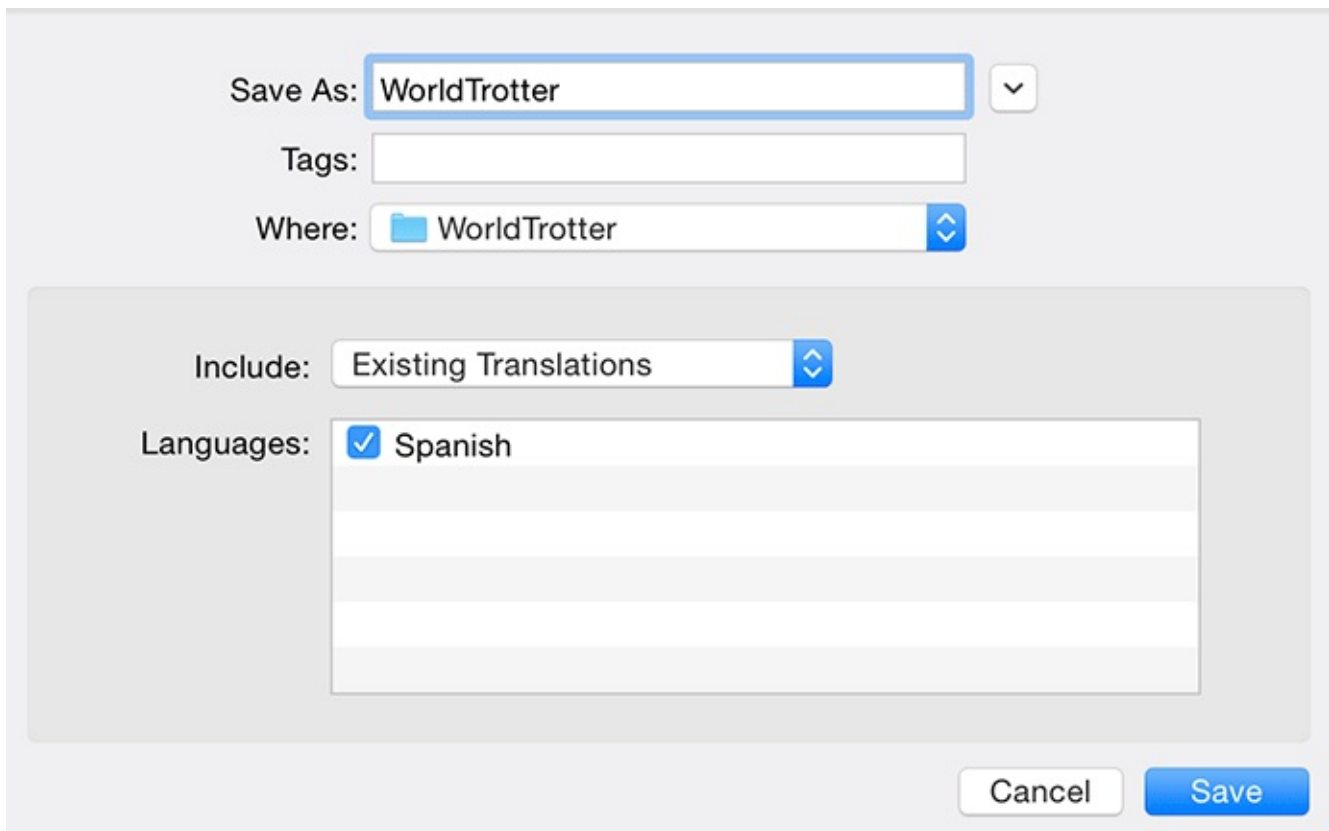 Save As: WorldTrotter
Tags:
Where: WorldTrotter
Include: Existing Translations
Languages: Spanish
Cancel Save